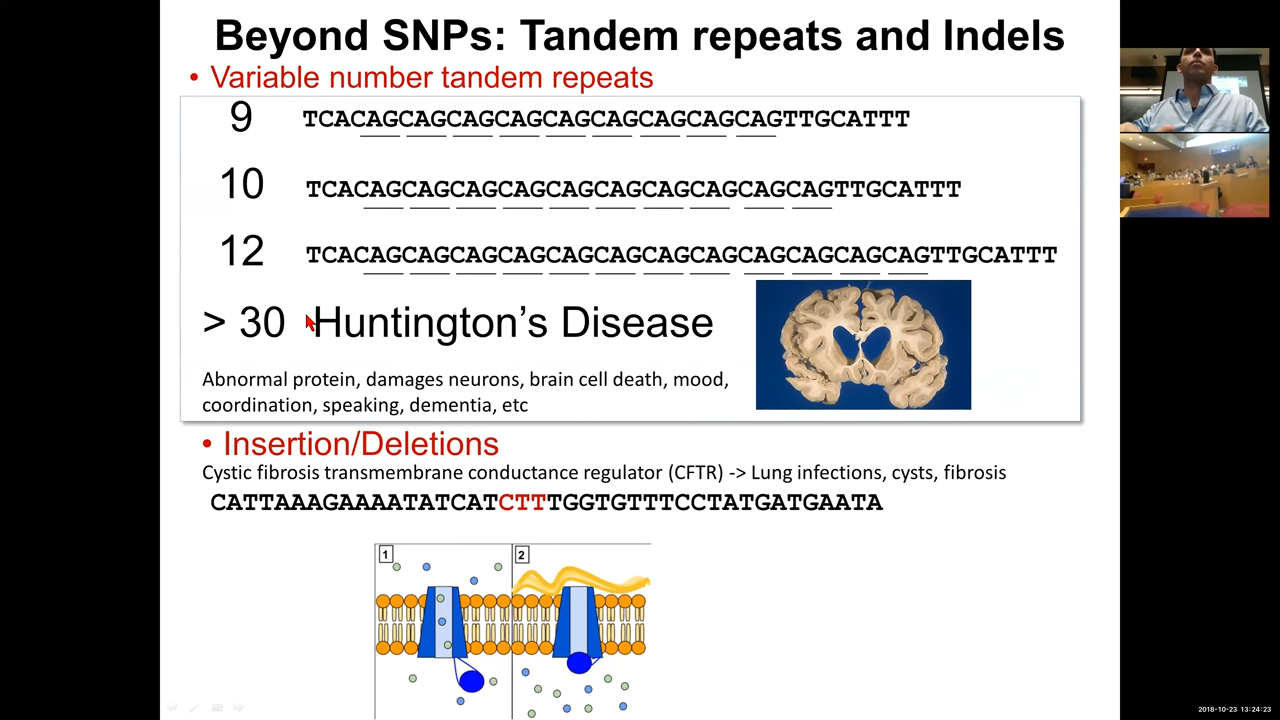 Beyond SNPs: Tandem repeats and Indels
• Variable number tandem repeats
9 TCACAGCAGCAGCAGCAGCAGCAGCAGCAGTTGCATTT
10 TCACAGCAGCAGCAGCAGCAGCAGCAGCAGCAGTTGCATTT
12 TCACAGCAGCAGCAGCAGCAGCAGCAGCAGCAGCAGCAGTTGCATTT
> 30 Huntington’s Disease
Abnormal protein, damages neurons, brain cell death, mood,
coordination, speaking, dementia, etc
• Insertion/Deletions
Cystic fibrosis transmembrane conductance regulator (CFTR) -> Lung infections, cysts, fibrosis
CATTAAAGAAAATATCATCTTTGGTGTTTCCTATGATGAATA
1 2
2018-10-23 13:24:23